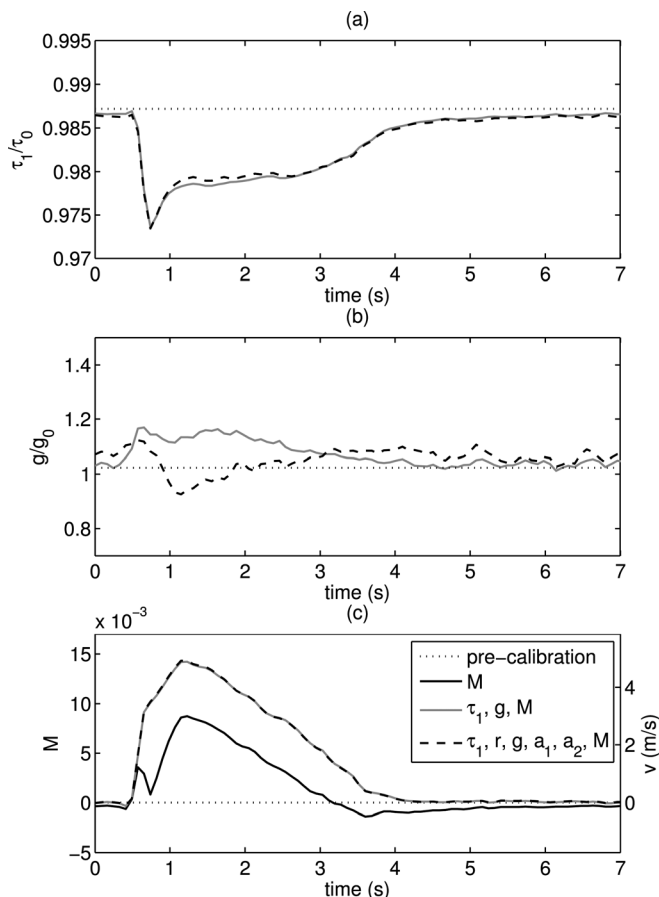 (a)
0.995
0.99
0.985
0.98
0.975
0.97
τ₁/τ₀
0 1 2 3 4 5 6 7
time (s)
(b)
1.4
1.2
1
0.8
g/g₀
0 1 2 3 4 5 6 7
time (s)
(c)
x 10⁻³
15
10
5
0
−5
M
pre−calibration
M
τ₁, g, M
τ₁, r, g, a₁, a₂, M
4
2
0
v (m/s)
0 1 2 3 4 5 6 7
time (s)